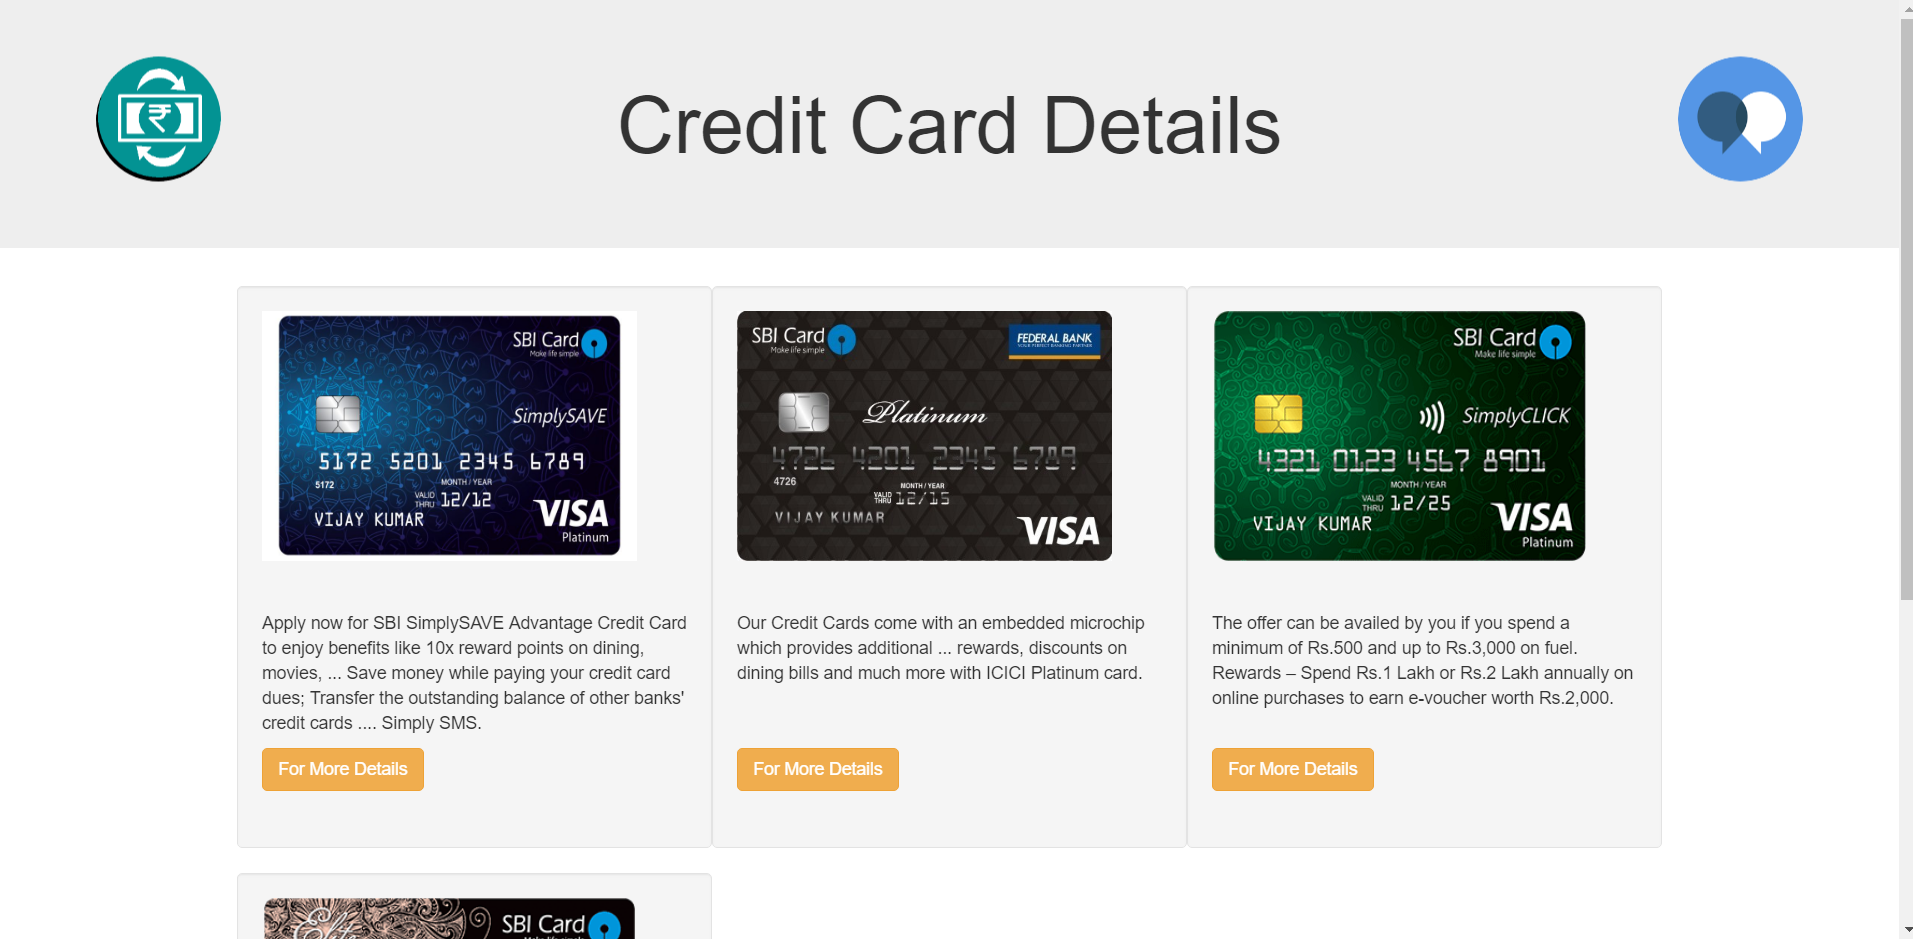 ₹
Credit Card Details
SBI Card
Make life simple
SimplySAVE
5172 5201 2345 6789
5172
MONTH / YEAR
VALID THRU 12/12
VIJAY KUMAR
VISA
Platinum
Apply now for SBI SimplySAVE Advantage Credit Card
to enjoy benefits like 10x reward points on dining,
movies, ... Save money while paying your credit card
dues; Transfer the outstanding balance of other banks'
credit cards .... Simply SMS.
For More Details
SBI Card
Make life simple
FEDERAL BANK
YOUR PERFECT BANKING PARTNER
Platinum
4726 4201 2345 6789
4726
MONTH / YEAR
VALID THRU 12/15
VIJAY KUMAR
VISA
Our Credit Cards come with an embedded microchip
which provides additional ... rewards, discounts on
dining bills and much more with ICICI Platinum card.
For More Details
SBI Card
Make life simple
SimplyCLICK
4321 0123 4567 8901
MONTH / YEAR
VALID THRU 12/25
VIJAY KUMAR
VISA
Platinum
The offer can be availed by you if you spend a
minimum of Rs.500 and up to Rs.3,000 on fuel.
Rewards – Spend Rs.1 Lakh or Rs.2 Lakh annually on
online purchases to earn e-voucher worth Rs.2,000.
For More Details
Elite
SBI Card
Make life simple